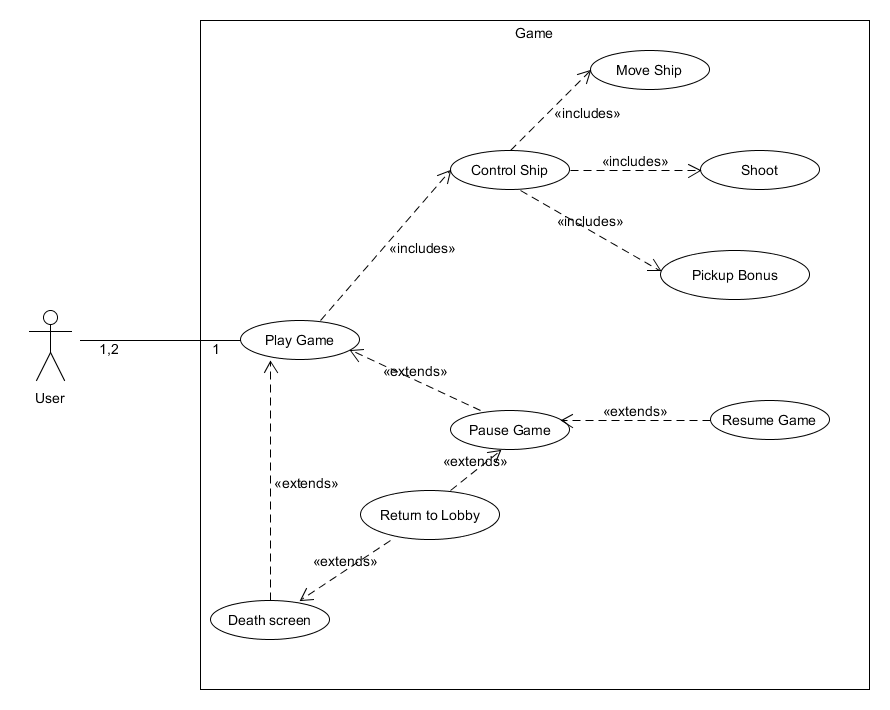 Game
Move Ship
«includes»
Control Ship
«includes»
Shoot
«includes»
«includes»
Pickup Bonus
Play Game
1,2
1
User
«extends»
Pause Game
«extends»
Resume Game
«extends»
«extends»
Return to Lobby
«extends»
Death screen